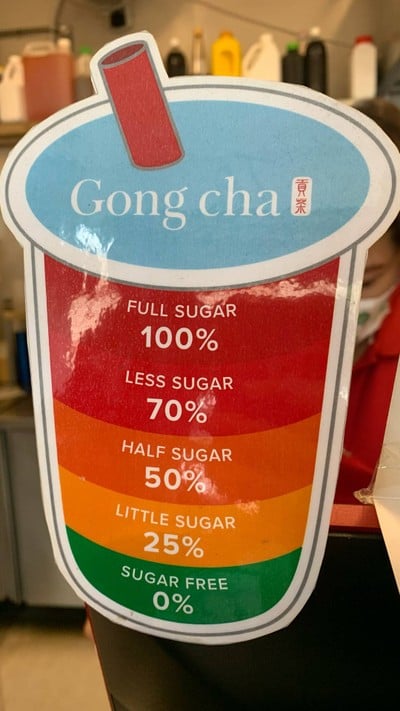 Gong cha 貢茶
FULL SUGAR
100%
LESS SUGAR
70%
HALF SUGAR
50%
LITTLE SUGAR
25%
SUGAR FREE
0%